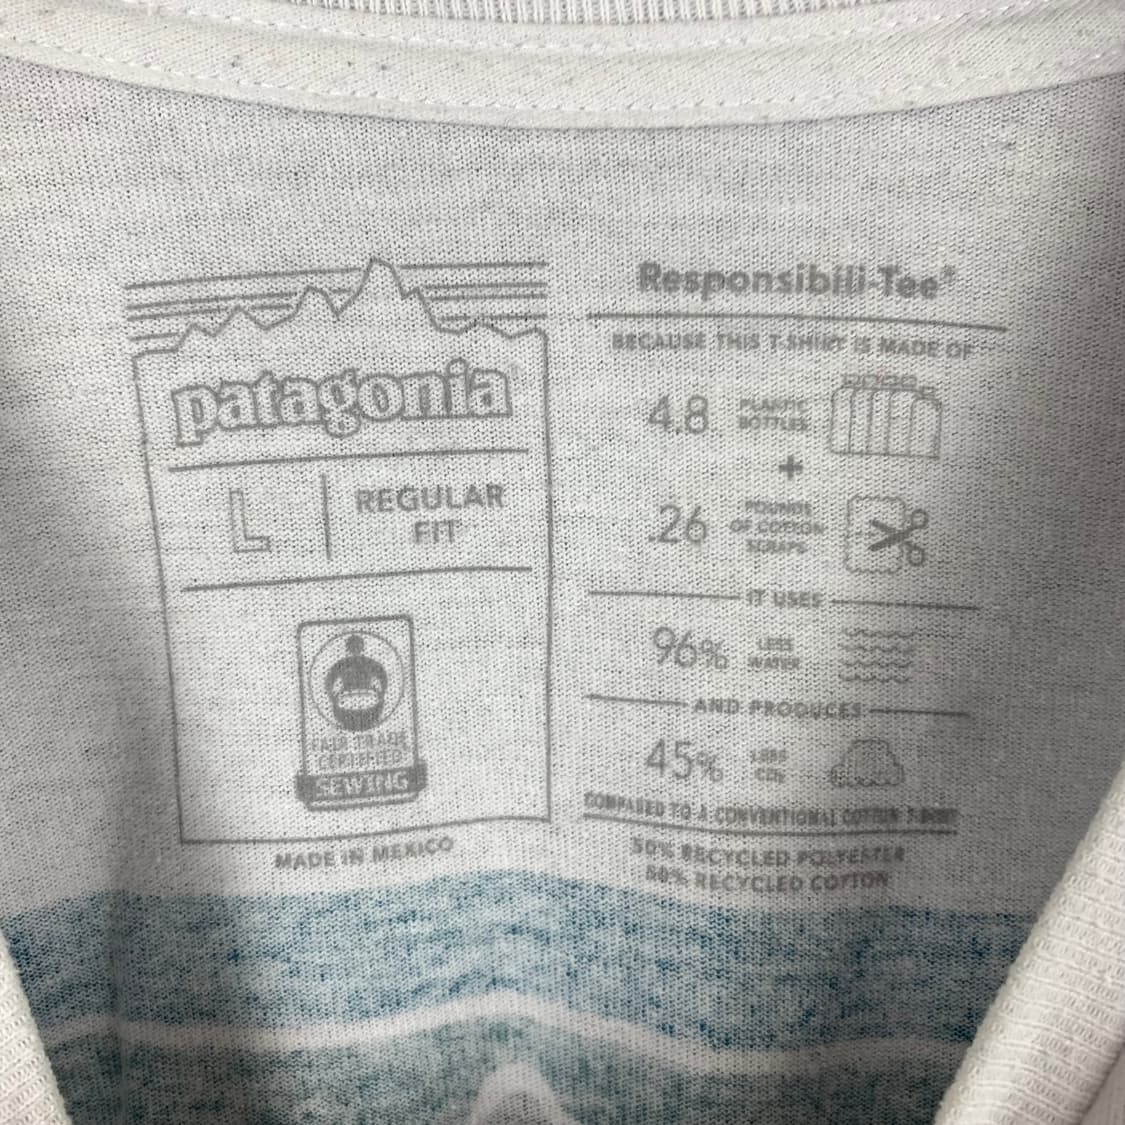 patagonia
L
REGULAR
FIT
FAIR TRADE
CERTIFIED
SEWING
MADE IN MEXICO
Responsibili-Tee®
BECAUSE THIS T-SHIRT IS MADE OF
4.8 PLASTIC
BOTTLES
+
.26 POUNDS
OF COTTON
SCRAPS
IT USES
96% LESS
WATER
AND PRODUCES
45% LESS
CO₂
COMPARED TO A CONVENTIONAL COTTON T-SHIRT
50% RECYCLED POLYESTER
50% RECYCLED COTTON